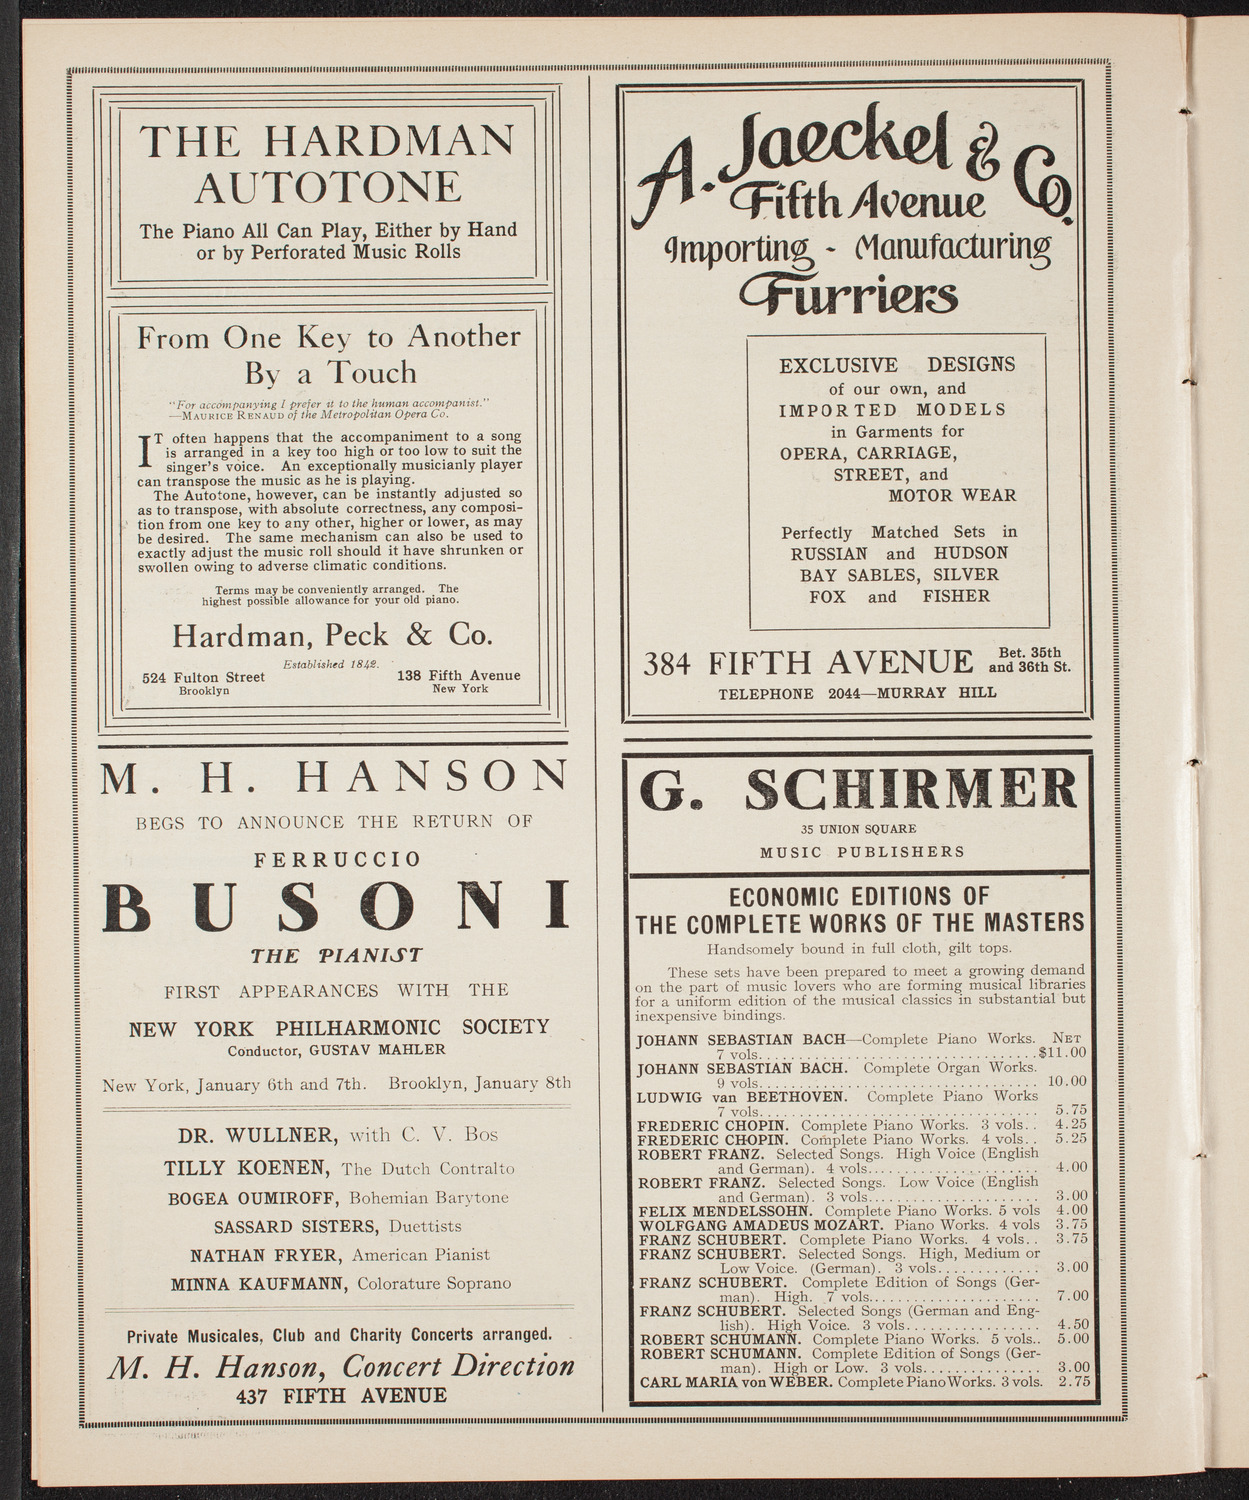 THE HARDMAN
AUTOTONE
The Piano All Can Play, Either by Hand
or by Perforated Music Rolls
From One Key to Another
By a Touch
"For accompanying I prefer it to the human accompanist."
—MAURICE RENAUD of the Metropolitan Opera Co.
IT often happens that the accompaniment to a song
is arranged in a key too high or too low to suit the
singer's voice. An exceptionally musicianly player
can transpose the music as he is playing.
The Autotone, however, can be instantly adjusted so
as to transpose, with absolute correctness, any composi-
tion from one key to any other, higher or lower, as may
be desired. The same mechanism can also be used to
exactly adjust the music roll should it have shrunken or
swollen owing to adverse climatic conditions.
Terms may be conveniently arranged. The
highest possible allowance for your old piano.
Hardman, Peck & Co.
Established 1842.
524 Fulton Street 138 Fifth Avenue
Brooklyn New York
M. H. HANSON
BEGS TO ANNOUNCE THE RETURN OF
FERRUCCIO
BUSONI
THE PIANIST
FIRST APPEARANCES WITH THE
NEW YORK PHILHARMONIC SOCIETY
Conductor, GUSTAV MAHLER
New York, January 6th and 7th. Brooklyn, January 8th
DR. WULLNER, with C. V. Bos
TILLY KOENEN, The Dutch Contralto
BOGEA OUMIROFF, Bohemian Barytone
SASSARD SISTERS, Duettists
NATHAN FRYER, American Pianist
MINNA KAUFMANN, Colorature Soprano
Private Musicales, Club and Charity Concerts arranged.
M. H. Hanson, Concert Direction
437 FIFTH AVENUE
A. Jaeckel & Co.
Fifth Avenue
Importing - Manufacturing
Furriers
EXCLUSIVE DESIGNS
of our own, and
IMPORTED MODELS
in Garments for
OPERA, CARRIAGE,
STREET, and
MOTOR WEAR
Perfectly Matched Sets in
RUSSIAN and HUDSON
BAY SABLES, SILVER
FOX and FISHER
384 FIFTH AVENUE Bet. 35th
and 36th St.
TELEPHONE 2044—MURRAY HILL
G. SCHIRMER
35 UNION SQUARE
MUSIC PUBLISHERS
ECONOMIC EDITIONS OF
THE COMPLETE WORKS OF THE MASTERS
Handsomely bound in full cloth, gilt tops.
These sets have been prepared to meet a growing demand
on the part of music lovers who are forming musical libraries
for a uniform edition of the musical classics in substantial but
inexpensive bindings.
JOHANN SEBASTIAN BACH—Complete Piano Works. NET
7 vols. $11.00
JOHANN SEBASTIAN BACH. Complete Organ Works.
9 vols. 10.00
LUDWIG van BEETHOVEN. Complete Piano Works
7 vols. 5.75
FREDERIC CHOPIN. Complete Piano Works. 3 vols. . 4.25
FREDERIC CHOPIN. Complete Piano Works. 4 vols. . 5.25
ROBERT FRANZ. Selected Songs. High Voice (English
and German). 4 vols. 4.00
ROBERT FRANZ. Selected Songs. Low Voice (English
and German). 3 vols. 3.00
FELIX MENDELSSOHN. Complete Piano Works. 5 vols 4.00
WOLFGANG AMADEUS MOZART. Piano Works. 4 vols 3.75
FRANZ SCHUBERT. Complete Piano Works. 4 vols. . 3.75
FRANZ SCHUBERT. Selected Songs. High, Medium or
Low Voice. (German). 3 vols. 3.00
FRANZ SCHUBERT. Complete Edition of Songs (Ger-
man). High. 7 vols. 7.00
FRANZ SCHUBERT. Selected Songs (German and Eng-
lish). High Voice. 3 vols. 4.50
ROBERT SCHUMANN. Complete Piano Works. 5 vols. . 5.00
ROBERT SCHUMANN. Complete Edition of Songs (Ger-
man). High or Low. 3 vols. 3.00
CARL MARIA von WEBER. Complete Piano Works. 3 vols. 2.75